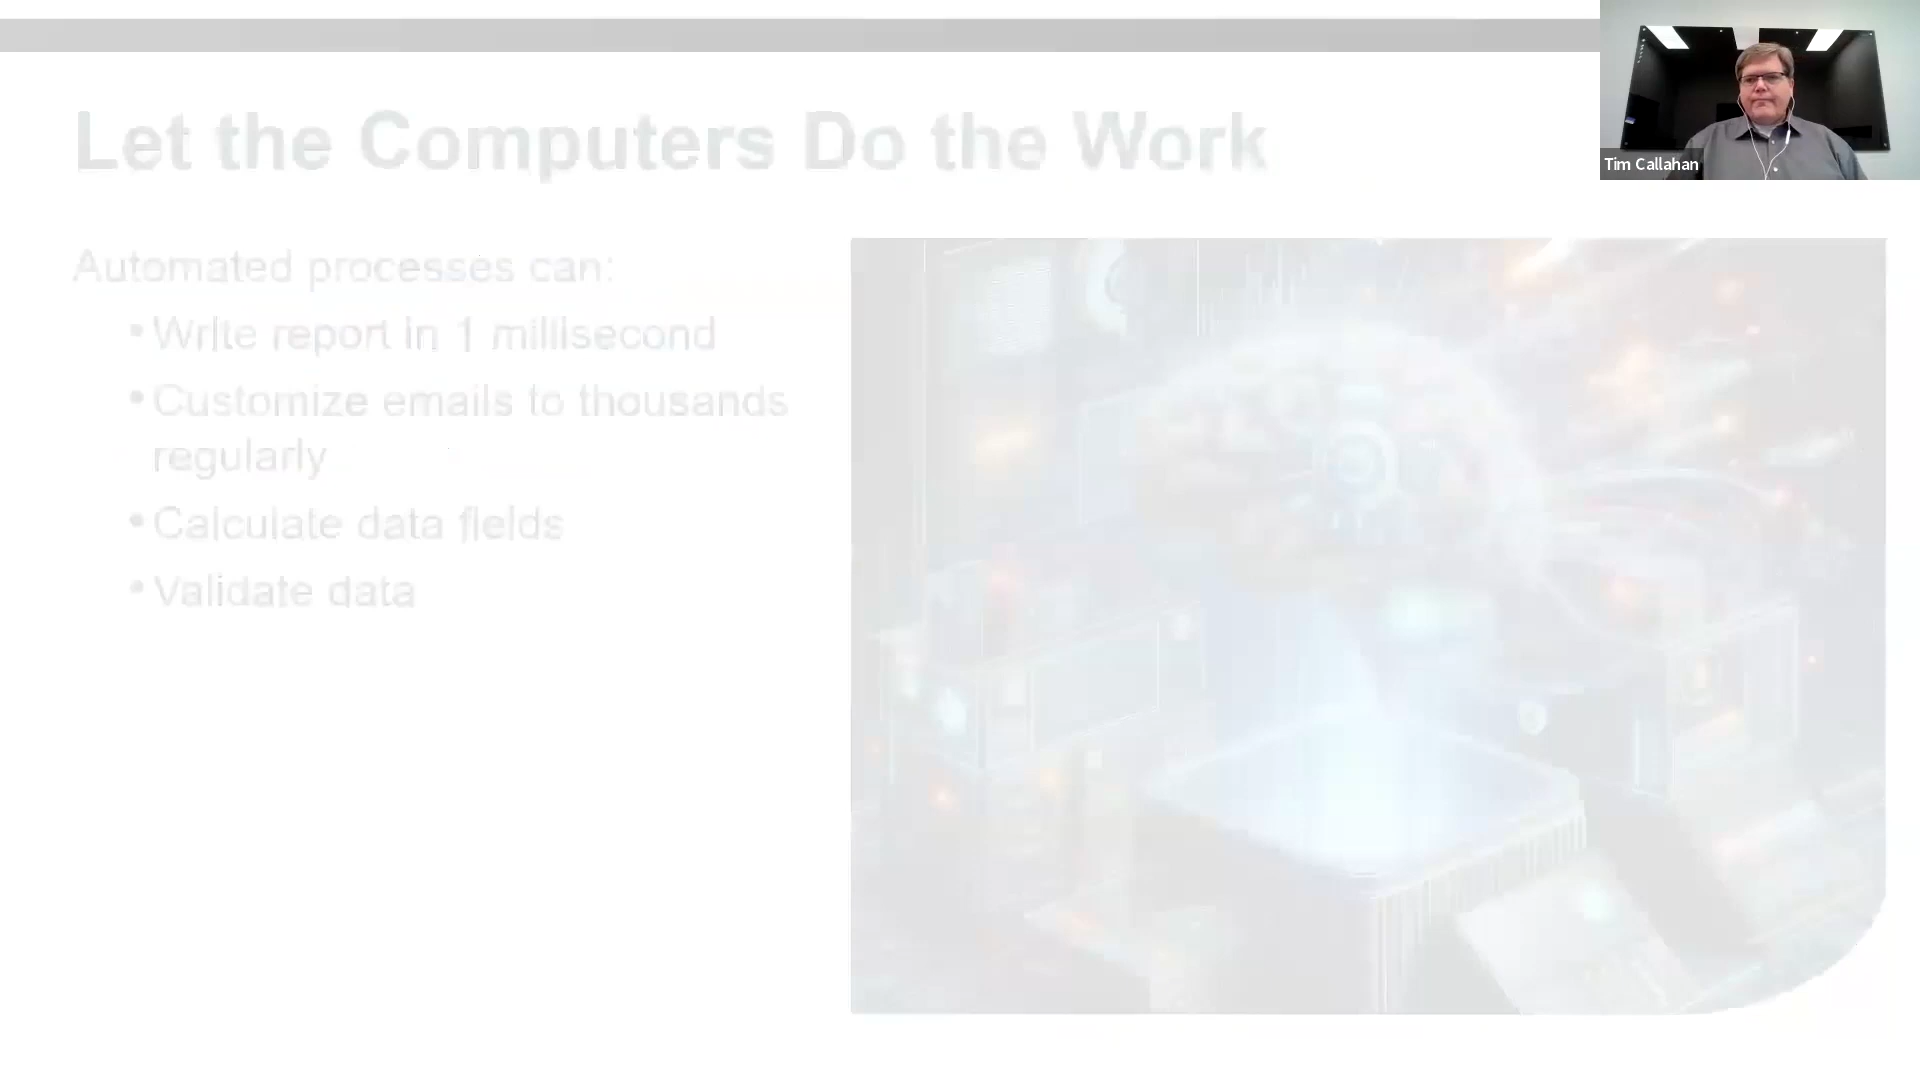 Let the Computers Do the Work
Automated processes can:
• Write report in 1 millisecond
• Customize emails to thousands
regularly
• Calculate data fields
• Validate data
Tim Callahan